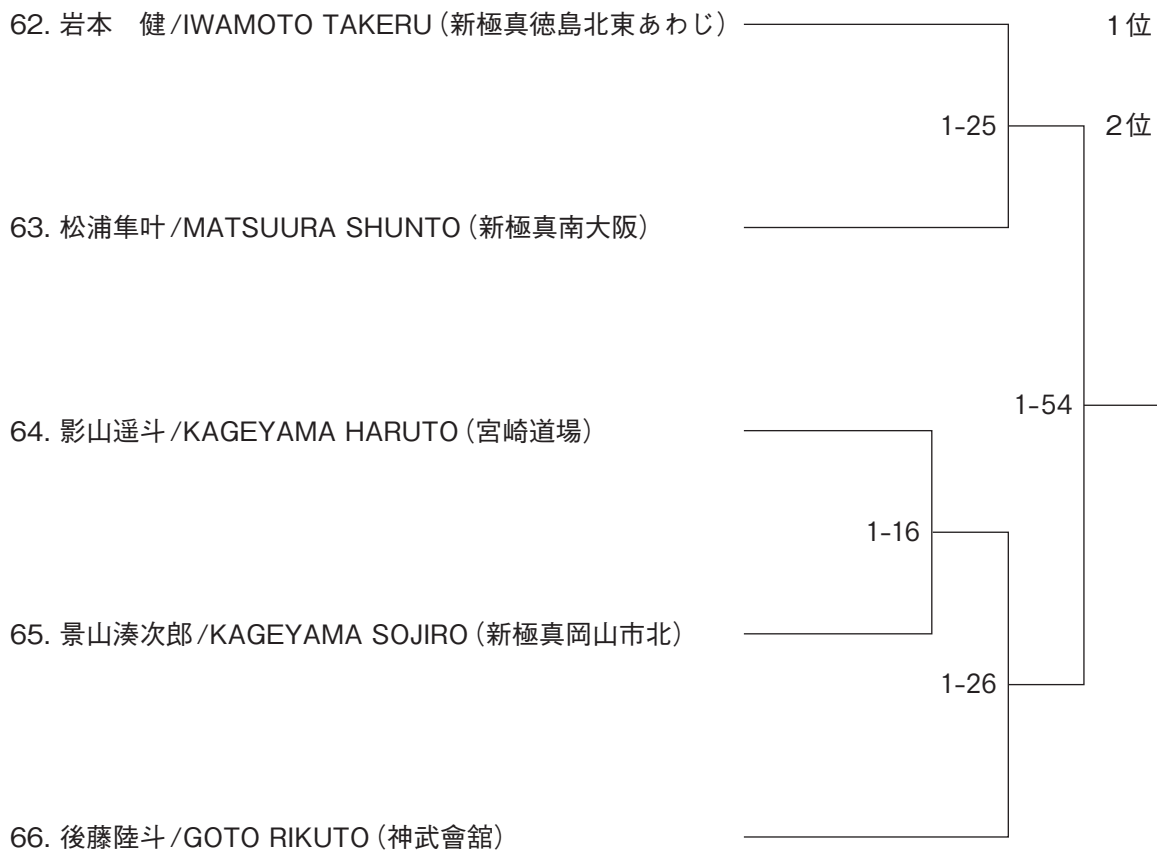 62. 岩本　健/IWAMOTO TAKERU（新極真徳島北東あわじ）
1位
1-25
2位
63. 松浦隼叶/MATSUURA SHUNTO（新極真南大阪）
1-54
64. 影山遥斗/KAGEYAMA HARUTO（宮崎道場）
1-16
65. 景山湊次郎/KAGEYAMA SOJIRO（新極真岡山市北）
1-26
66. 後藤陸斗/GOTO RIKUTO（神武會舘）